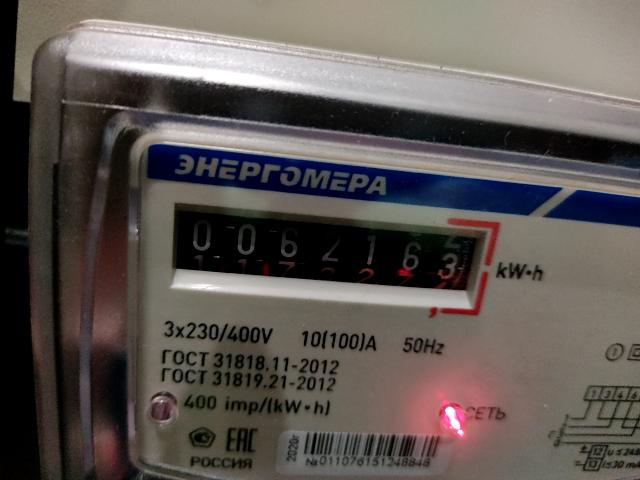 ЭНЕРГОМЕРА
0062163
kW•h
3x230/400V 10(100)A 50Hz
ГОСТ 31818.11-2012
ГОСТ 31819.21-2012
400 imp/(kW•h)
СЕТЬ
ЕАС
РОССИЯ
2020г
№011076151248848